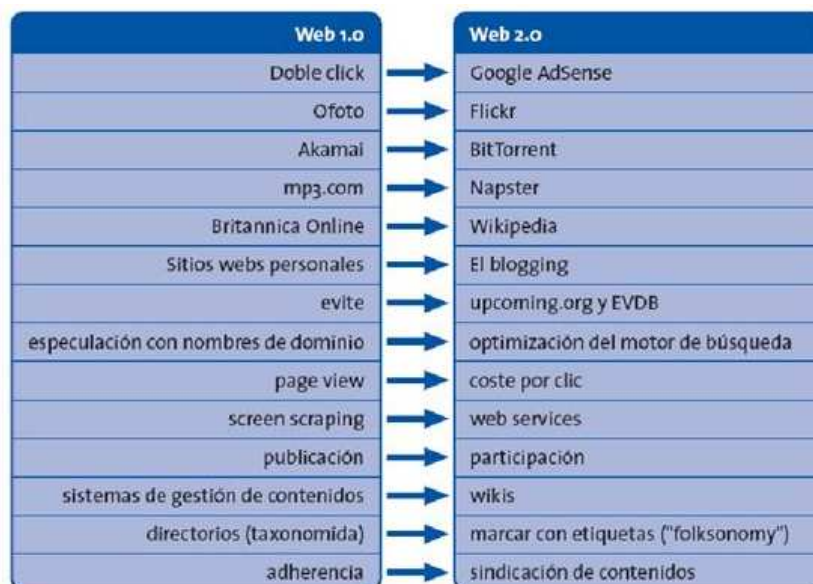 Web 1.0 Web 2.0
Doble click Google AdSense
Ofoto Flickr
Akamai BitTorrent
mp3.com Napster
Britannica Online Wikipedia
Sitios webs personales El blogging
evite upcoming.org y EVDB
especulación con nombres de dominio optimización del motor de búsqueda
page view coste por clic
screen scraping web services
publicación participación
sistemas de gestión de contenidos wikis
directorios (taxonomida) marcar con etiquetas ("folksonomy")
adherencia sindicación de contenidos